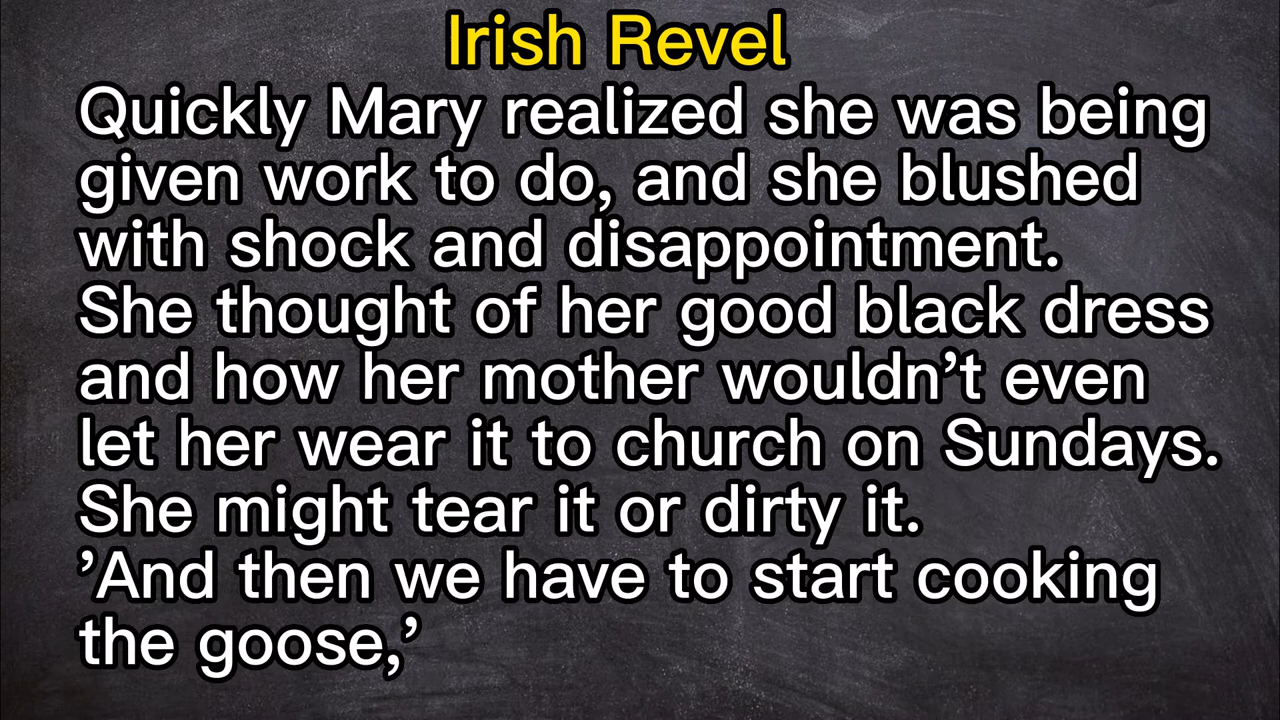 Irish Revel
Quickly Mary realized she was being
given work to do, and she blushed
with shock and disappointment.
She thought of her good black dress
and how her mother wouldn’t even
let her wear it to church on Sundays.
She might tear it or dirty it.
’And then we have to start cooking
the goose,’